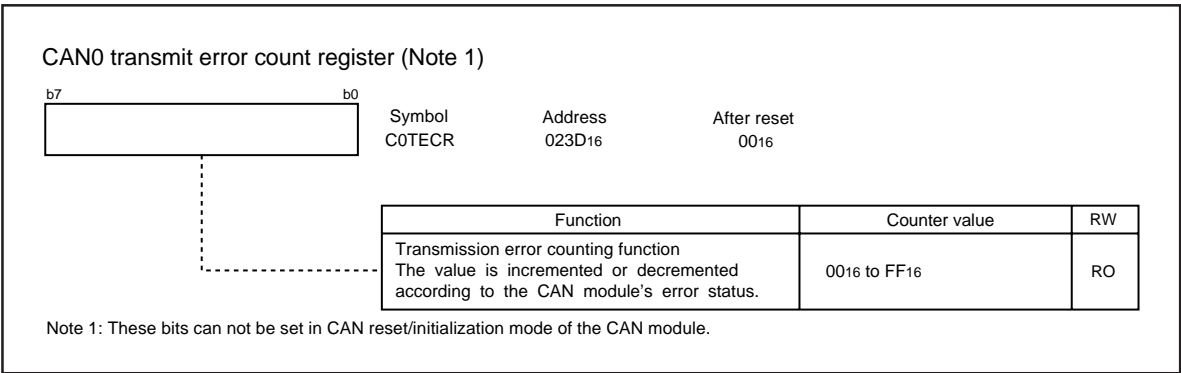 CAN0 transmit error count register (Note 1)
b7 b0
Symbol Address After reset
C0TECR 023D16 0016
Function Counter value RW
Transmission error counting function
The value is incremented or decremented 0016 to FF16 RO
according to the CAN module's error status.
Note 1: These bits can not be set in CAN reset/initialization mode of the CAN module.